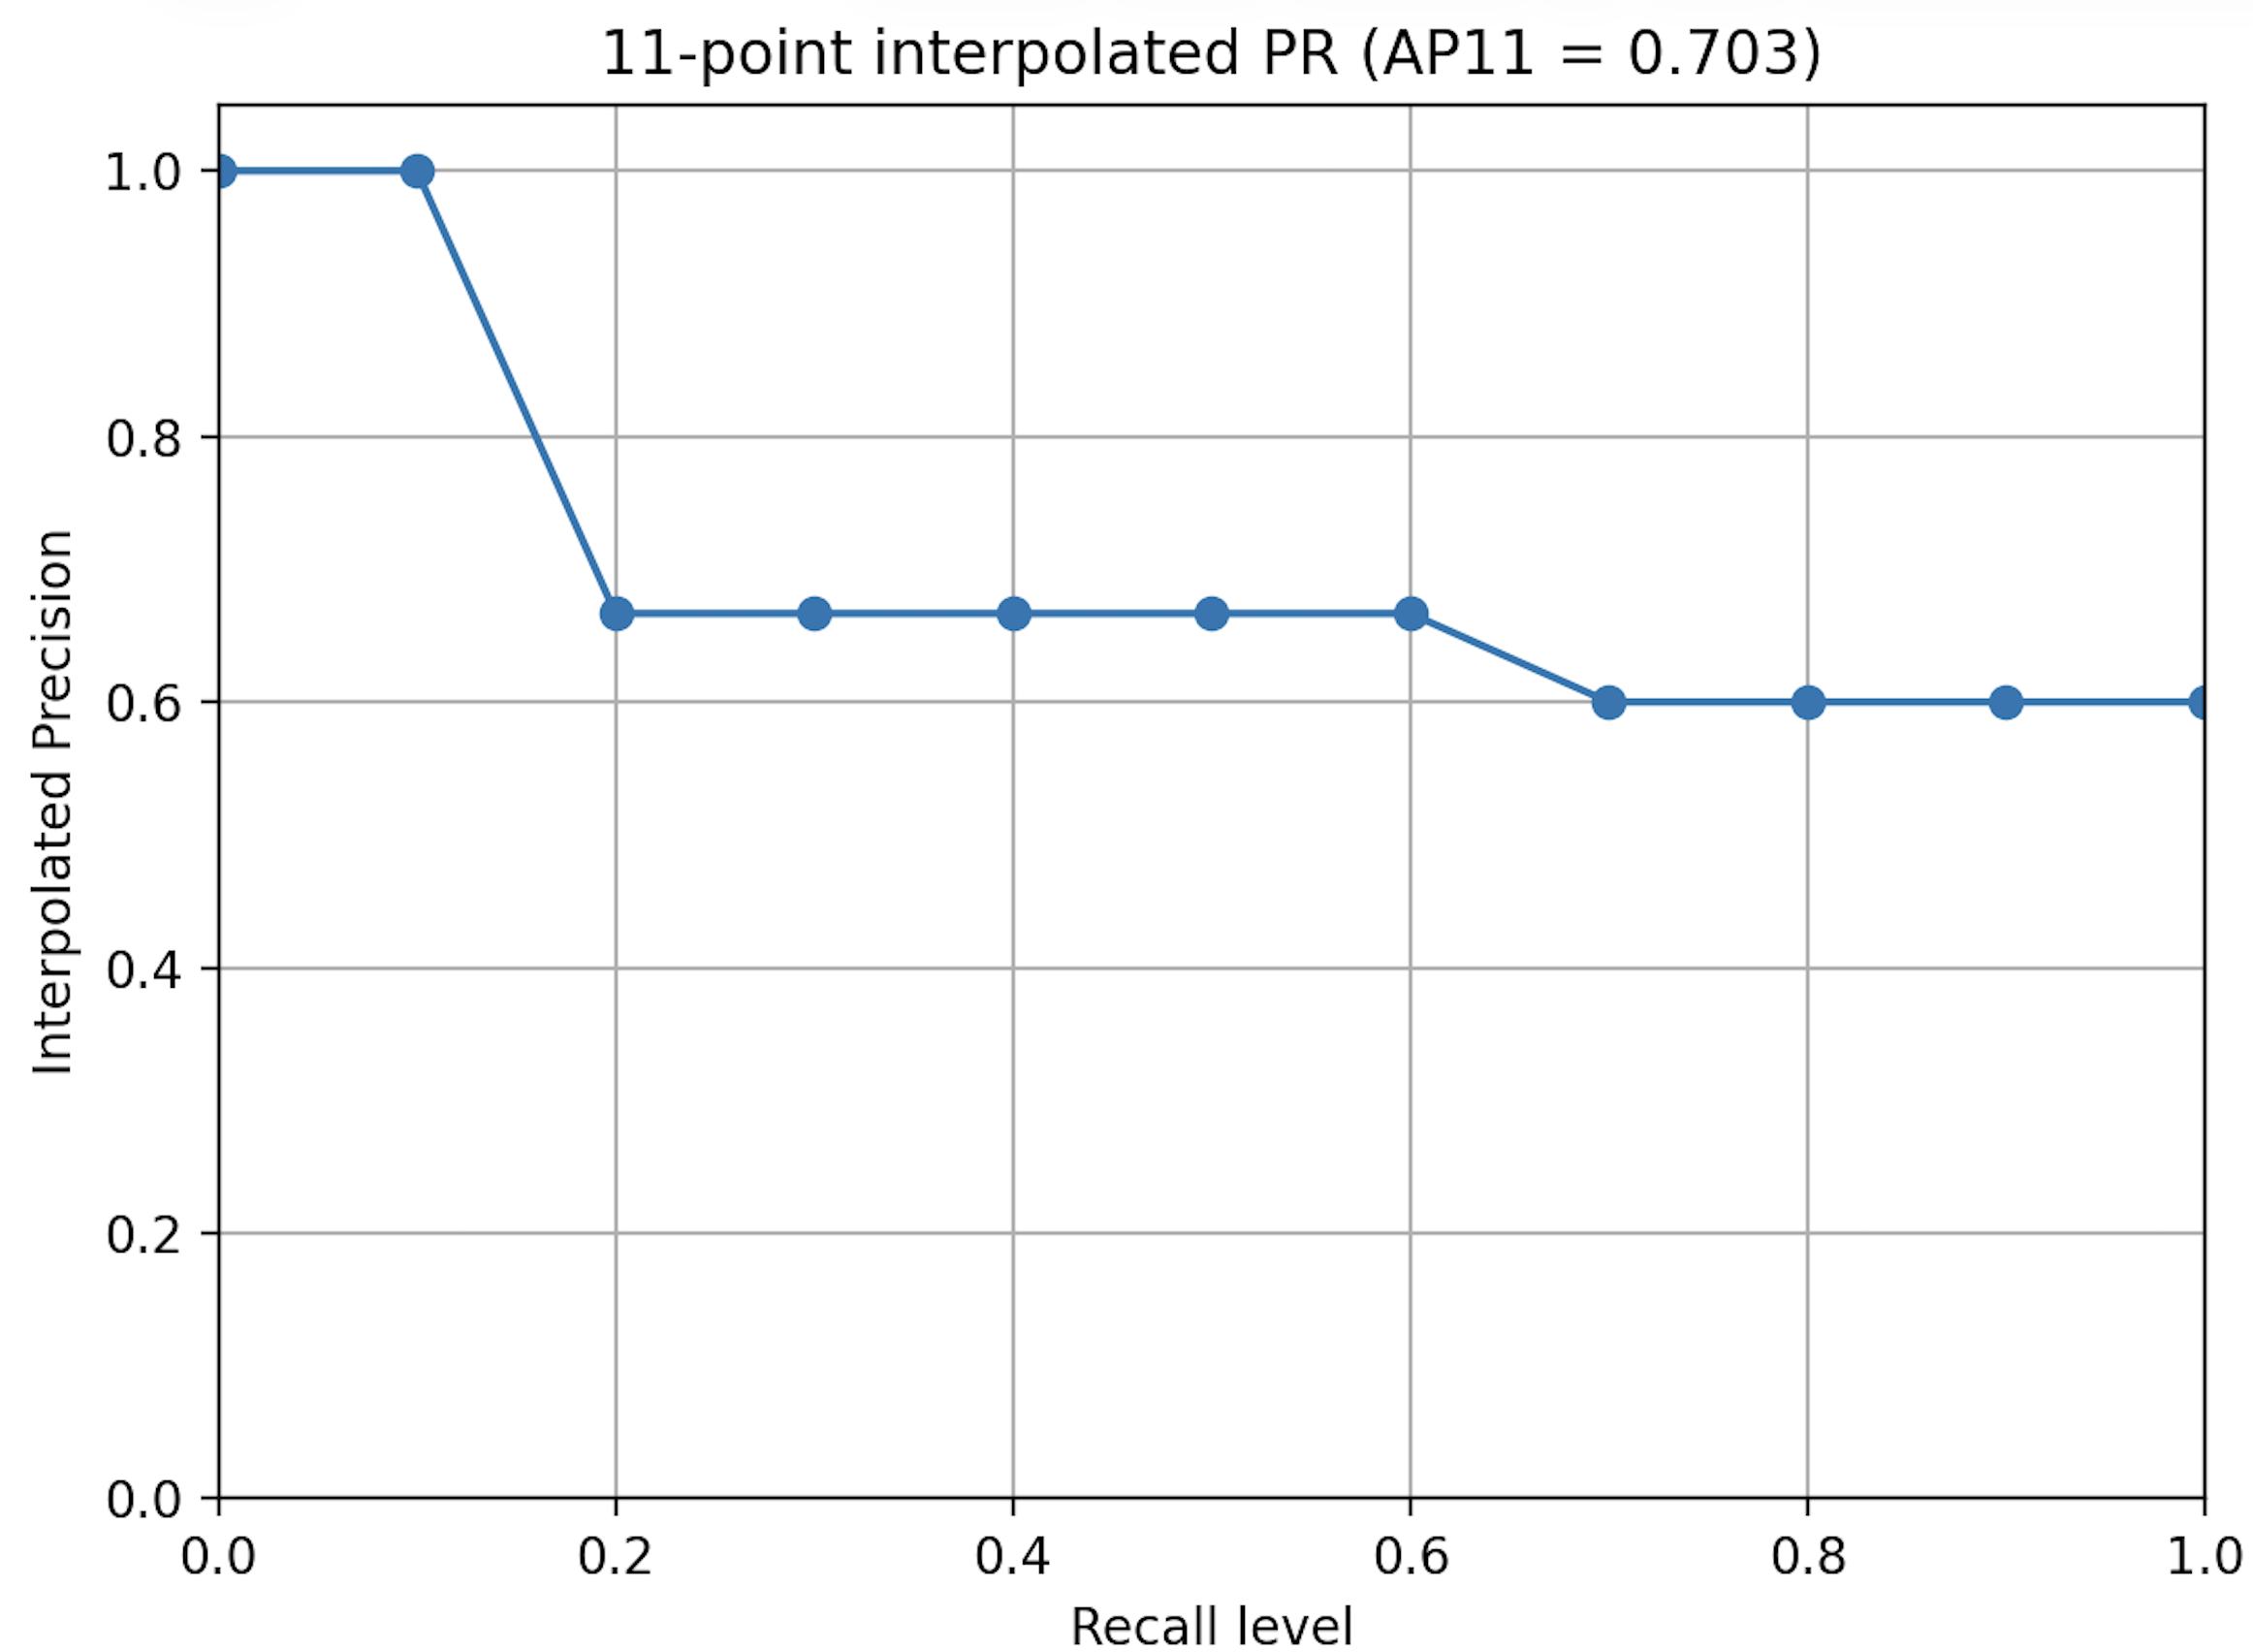 11-point interpolated PR (AP11 = 0.703)
Interpolated Precision
1.0
0.8
0.6
0.4
0.2
0.0
0.0 0.2 0.4 0.6 0.8 1.0
Recall level